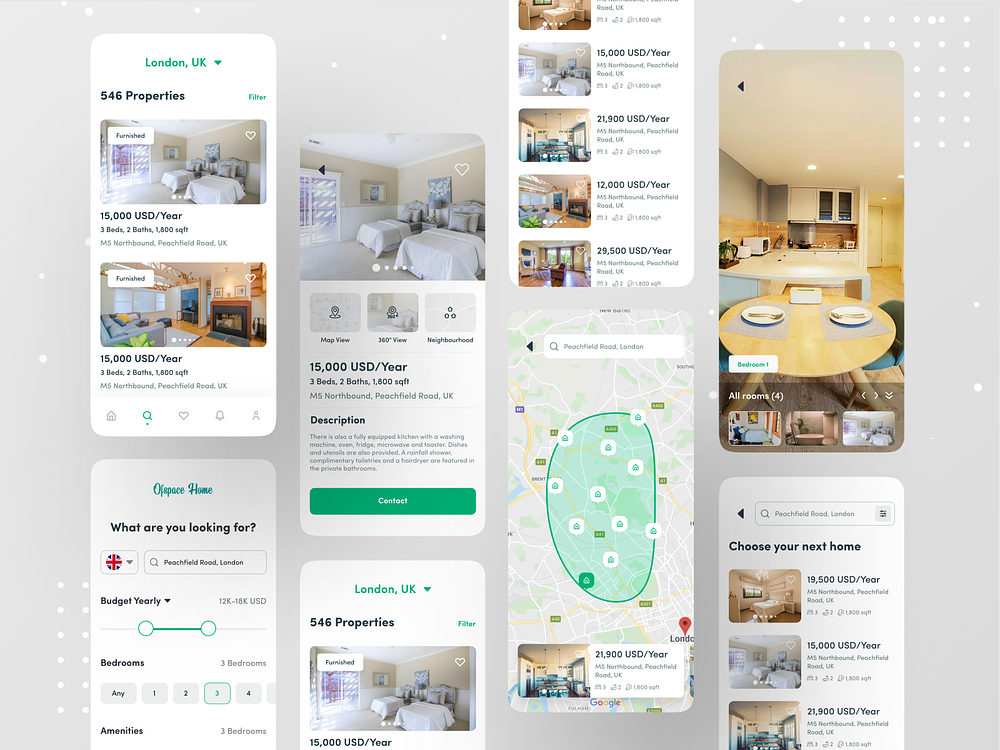 London, UK
546 Properties
Filter
Furnished
15,000 USD/Year
3 Beds, 2 Baths, 1,800 sqft
M5 Northbound, Peachfield Road, UK
Furnished
15,000 USD/Year
3 Beds, 2 Baths, 1,800 sqft
M5 Northbound, Peachfield Road, UK
Ofspace Home
What are you looking for?
Peachfield Road, London
Budget Yearly
12K-18K USD
Bedrooms
3 Bedrooms
Any
1
2
3
4
Amenities
3 Bedrooms
Map View
360° View
Neighbourhood
15,000 USD/Year
3 Beds, 2 Baths, 1,800 sqft
M5 Northbound, Peachfield Road, UK
Description
There is also a fully equipped kitchen with a washing
machine, oven, fridge, microwave and toaster. Dishes
and utensils are also provided. A rainfall shower,
complimentary toiletries and a hairdryer are featured in
the private bathrooms.
Contact
London, UK
546 Properties
Filter
Furnished
15,000 USD/Year
Road, UK
3 2 1,800 sqft
15,000 USD/Year
M5 Northbound, Peachfield
Road, UK
3 2 1,800 sqft
21,900 USD/Year
M5 Northbound, Peachfield
Road, UK
3 2 1,800 sqft
12,000 USD/Year
M5 Northbound, Peachfield
Road, UK
3 2 1,800 sqft
29,500 USD/Year
M5 Northbound, Peachfield
Road, UK
3 2 1,800 sqft
Peachfield Road, London
A406
A1
A406
A41
A1
BRENT
A41
A40
A501
Londo
21,900 USD/Year
M5 Northbound, Peachfield
Road, UK
3 2 1,800 sqft
Google
Bedroom 1
All rooms (4)
Peachfield Road, London
Choose your next home
19,500 USD/Year
M5 Northbound, Peachfield
Road, UK
3 2 1,800 sqft
15,000 USD/Year
M5 Northbound, Peachfield
Road, UK
3 2 1,800 sqft
21,900 USD/Year
M5 Northbound, Peachfield
Road, UK
3 2 1,800 sqft